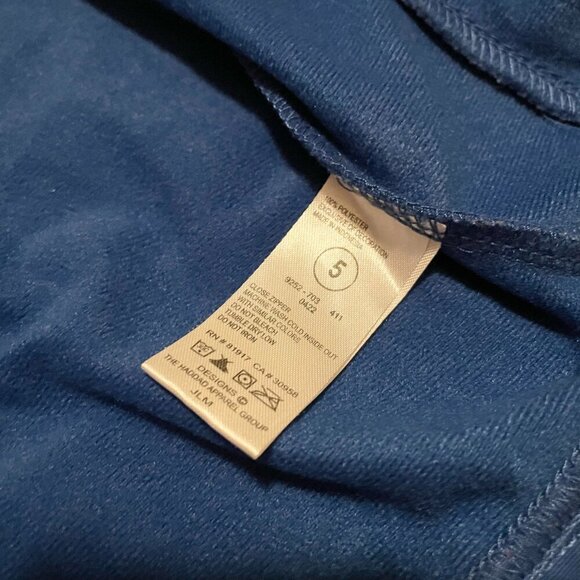 100% POLYESTER
EXCLUSIVE OF DECORATION
MADE IN INDONESIA
5
9252 - 703 411
0422
CLOSE ZIPPER
MACHINE WASH COLD INSIDE OUT
WITH SIMILAR COLORS
DO NOT BLEACH
TUMBLE DRY LOW
DO NOT IRON
RN # 81917 CA # 30958
DESIGNS ©
THE HADDAD APPAREL GROUP
JLM